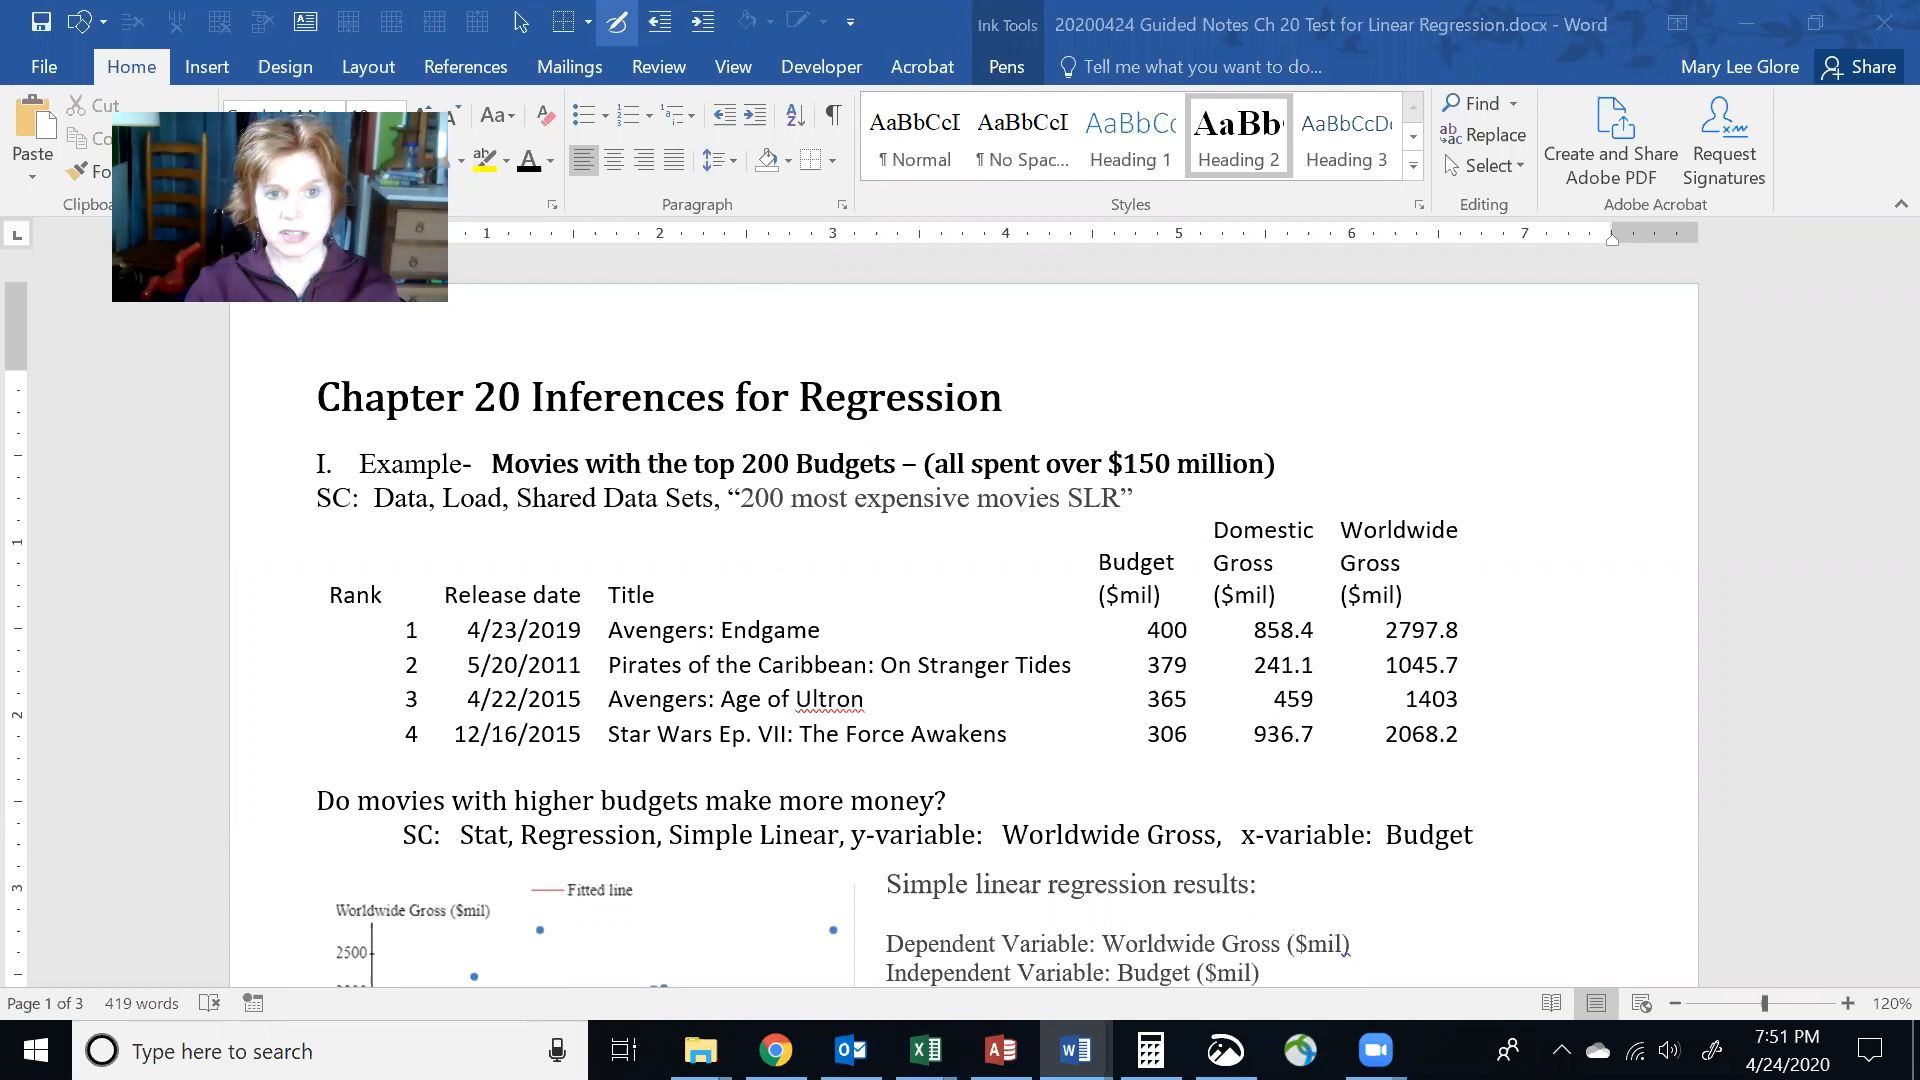 Ink Tools
20200424 Guided Notes Ch 20 Test for Linear Regression.docx - Word
File
Home
Insert
Design
Layout
References
Mailings
Review
View
Developer
Acrobat
Pens
Tell me what you want to do...
Mary Lee Glore
Share
Cut
Paste
Aa
AaBbCcI
¶ Normal
AaBbCcI
¶ No Spac...
AaBbC
Heading 1
AaBb
Heading 2
AaBbCcD
Heading 3
Find
Replace
Select
Create and Share
Adobe PDF
Request
Signatures
Paragraph
Styles
Editing
Adobe Acrobat
1 2 3 4 5 6 7
Chapter 20 Inferences for Regression
I. Example- Movies with the top 200 Budgets – (all spent over $150 million)
SC: Data, Load, Shared Data Sets, “200 most expensive movies SLR”
Rank Release date Title Budget ($mil) Domestic Gross ($mil) Worldwide Gross ($mil)
1 4/23/2019 Avengers: Endgame 400 858.4 2797.8
2 5/20/2011 Pirates of the Caribbean: On Stranger Tides 379 241.1 1045.7
3 4/22/2015 Avengers: Age of Ultron 365 459 1403
4 12/16/2015 Star Wars Ep. VII: The Force Awakens 306 936.7 2068.2
Do movies with higher budgets make more money?
SC: Stat, Regression, Simple Linear, y-variable: Worldwide Gross, x-variable: Budget
Fitted line
Worldwide Gross ($mil)
2500
Simple linear regression results:
Dependent Variable: Worldwide Gross ($mil)
Independent Variable: Budget ($mil)
Page 1 of 3
419 words
120%
Type here to search
7:51 PM
4/24/2020